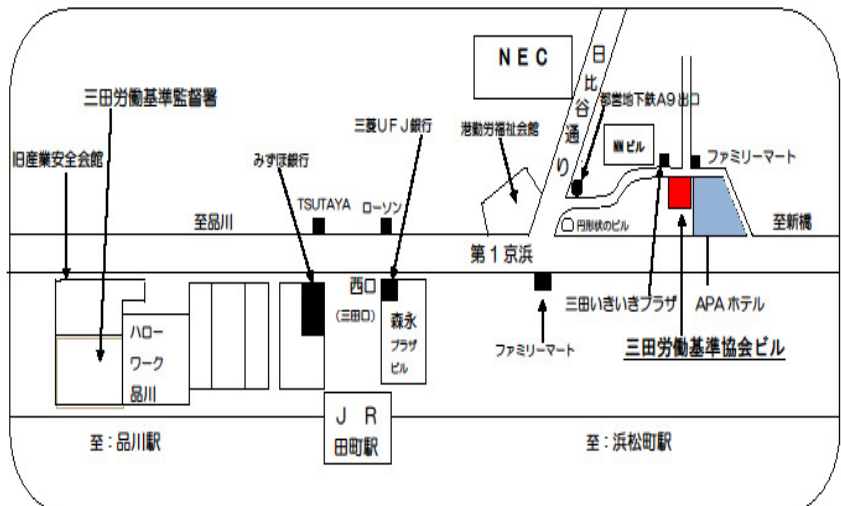 NEC
日比谷通り
三田労働基準監督署
都営地下鉄A9出口
三菱UFJ銀行
港勤労福祉会館
旧産業安全会館
みずほ銀行
NNビル
ファミリーマート
TSUTAYA
ローソン
至品川
円形状のビル
至新橋
第1京浜
西口
(三田口)
森永
プラザ
ビル
三田いきいきプラザ
APAホテル
ハロー
ワーク
品川
ファミリーマート
三田労働基準協会ビル
JR
田町駅
至:品川駅
至:浜松町駅